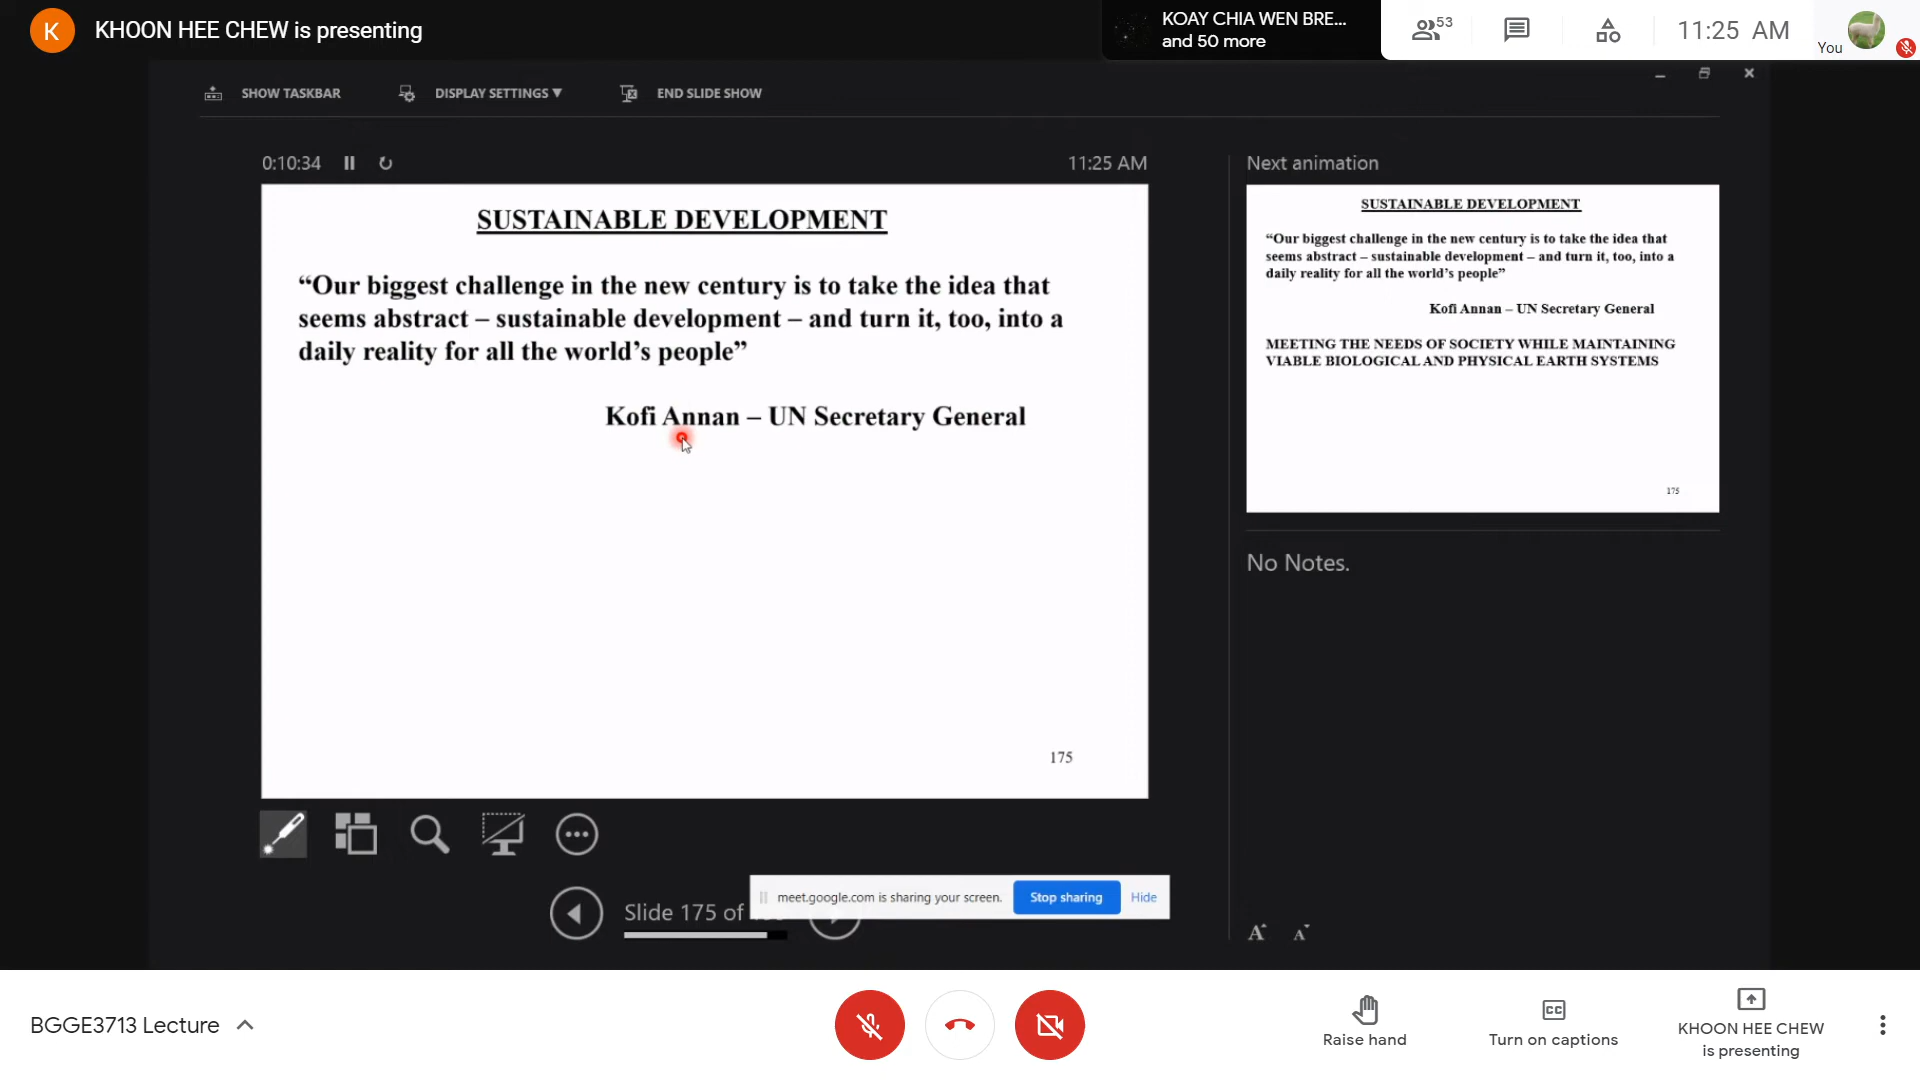 K
KHOON HEE CHEW is presenting
KOAY CHIA WEN BRE...
and 50 more
53
11:25 AM
You
SHOW TASKBAR
DISPLAY SETTINGS ▼
END SLIDE SHOW
0:10:34
11:25 AM
SUSTAINABLE DEVELOPMENT
“Our biggest challenge in the new century is to take the idea that
seems abstract – sustainable development – and turn it, too, into a
daily reality for all the world’s people”
Kofi Annan – UN Secretary General
175
Next animation
SUSTAINABLE DEVELOPMENT
“Our biggest challenge in the new century is to take the idea that
seems abstract – sustainable development – and turn it, too, into a
daily reality for all the world’s people”
Kofi Annan – UN Secretary General
MEETING THE NEEDS OF SOCIETY WHILE MAINTAINING
VIABLE BIOLOGICAL AND PHYSICAL EARTH SYSTEMS
175
No Notes.
Slide 175 of
meet.google.com is sharing your screen.
Stop sharing
Hide
A A
BGGE3713 Lecture
Raise hand
CC
Turn on captions
KHOON HEE CHEW
is presenting